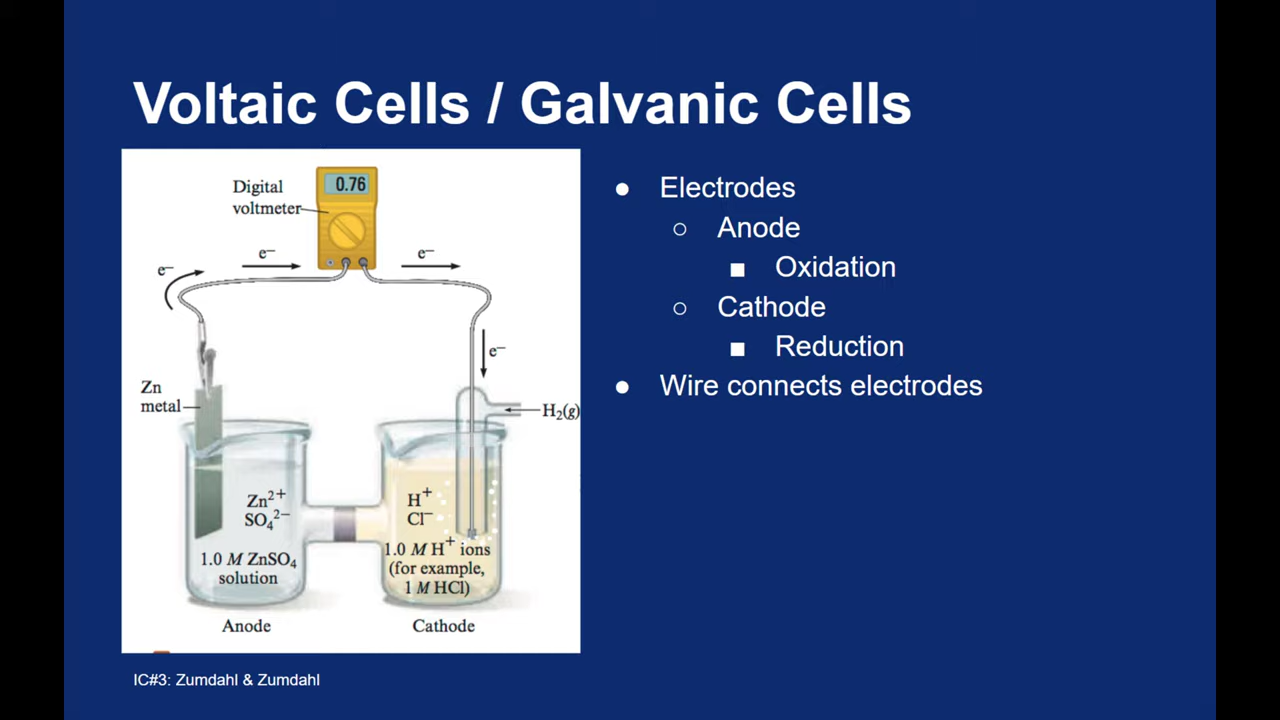 Voltaic Cells / Galvanic Cells
Digital
voltmeter
0.76
e⁻
e⁻
e⁻
e⁻
Zn
metal
H₂(g)
Zn²⁺
SO₄²⁻
1.0 M ZnSO₄
solution
H⁺
Cl⁻
1.0 M H⁺ ions
(for example,
1 M HCl)
Anode
Cathode
● Electrodes
○ Anode
■ Oxidation
○ Cathode
■ Reduction
● Wire connects electrodes
IC#3: Zumdahl & Zumdahl